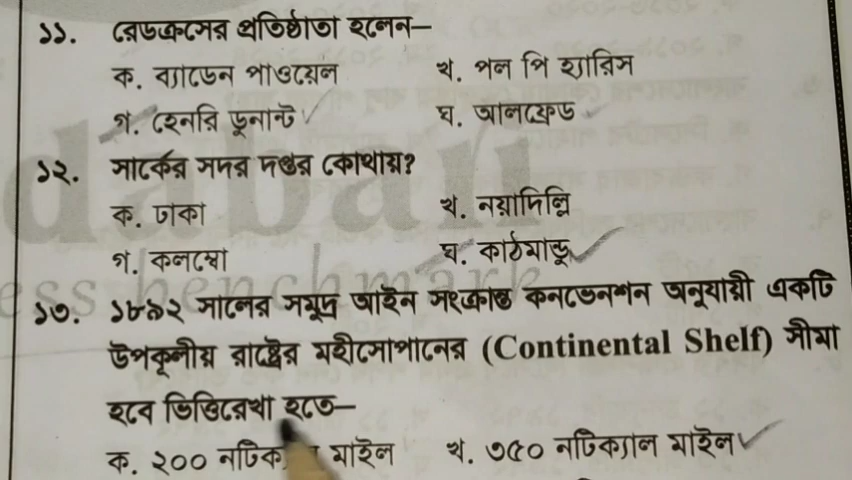 ১১. রেডক্রসের প্রতিষ্ঠাতা হলেন—
ক. ব্যাডেন পাওয়েল খ. পল পি হ্যারিস
গ. হেনরি ডুনান্ট ঘ. আলফ্রেড
১২. সার্কের সদর দপ্তর কোথায়?
ক. ঢাকা খ. নয়াদিল্লি
গ. কলম্বো ঘ. কাঠমান্ডু
১৩. ১৮৯২ সালের সমুদ্র আইন সংক্রান্ত কনভেনশন অনুযায়ী একটি
উপকূলীয় রাষ্ট্রের মহীসোপানের (Continental Shelf) সীমা
হবে ভিত্তিরেখা হতে—
ক. ২০০ মাইল খ. ৩৫০ নটিক্যাল মাইল